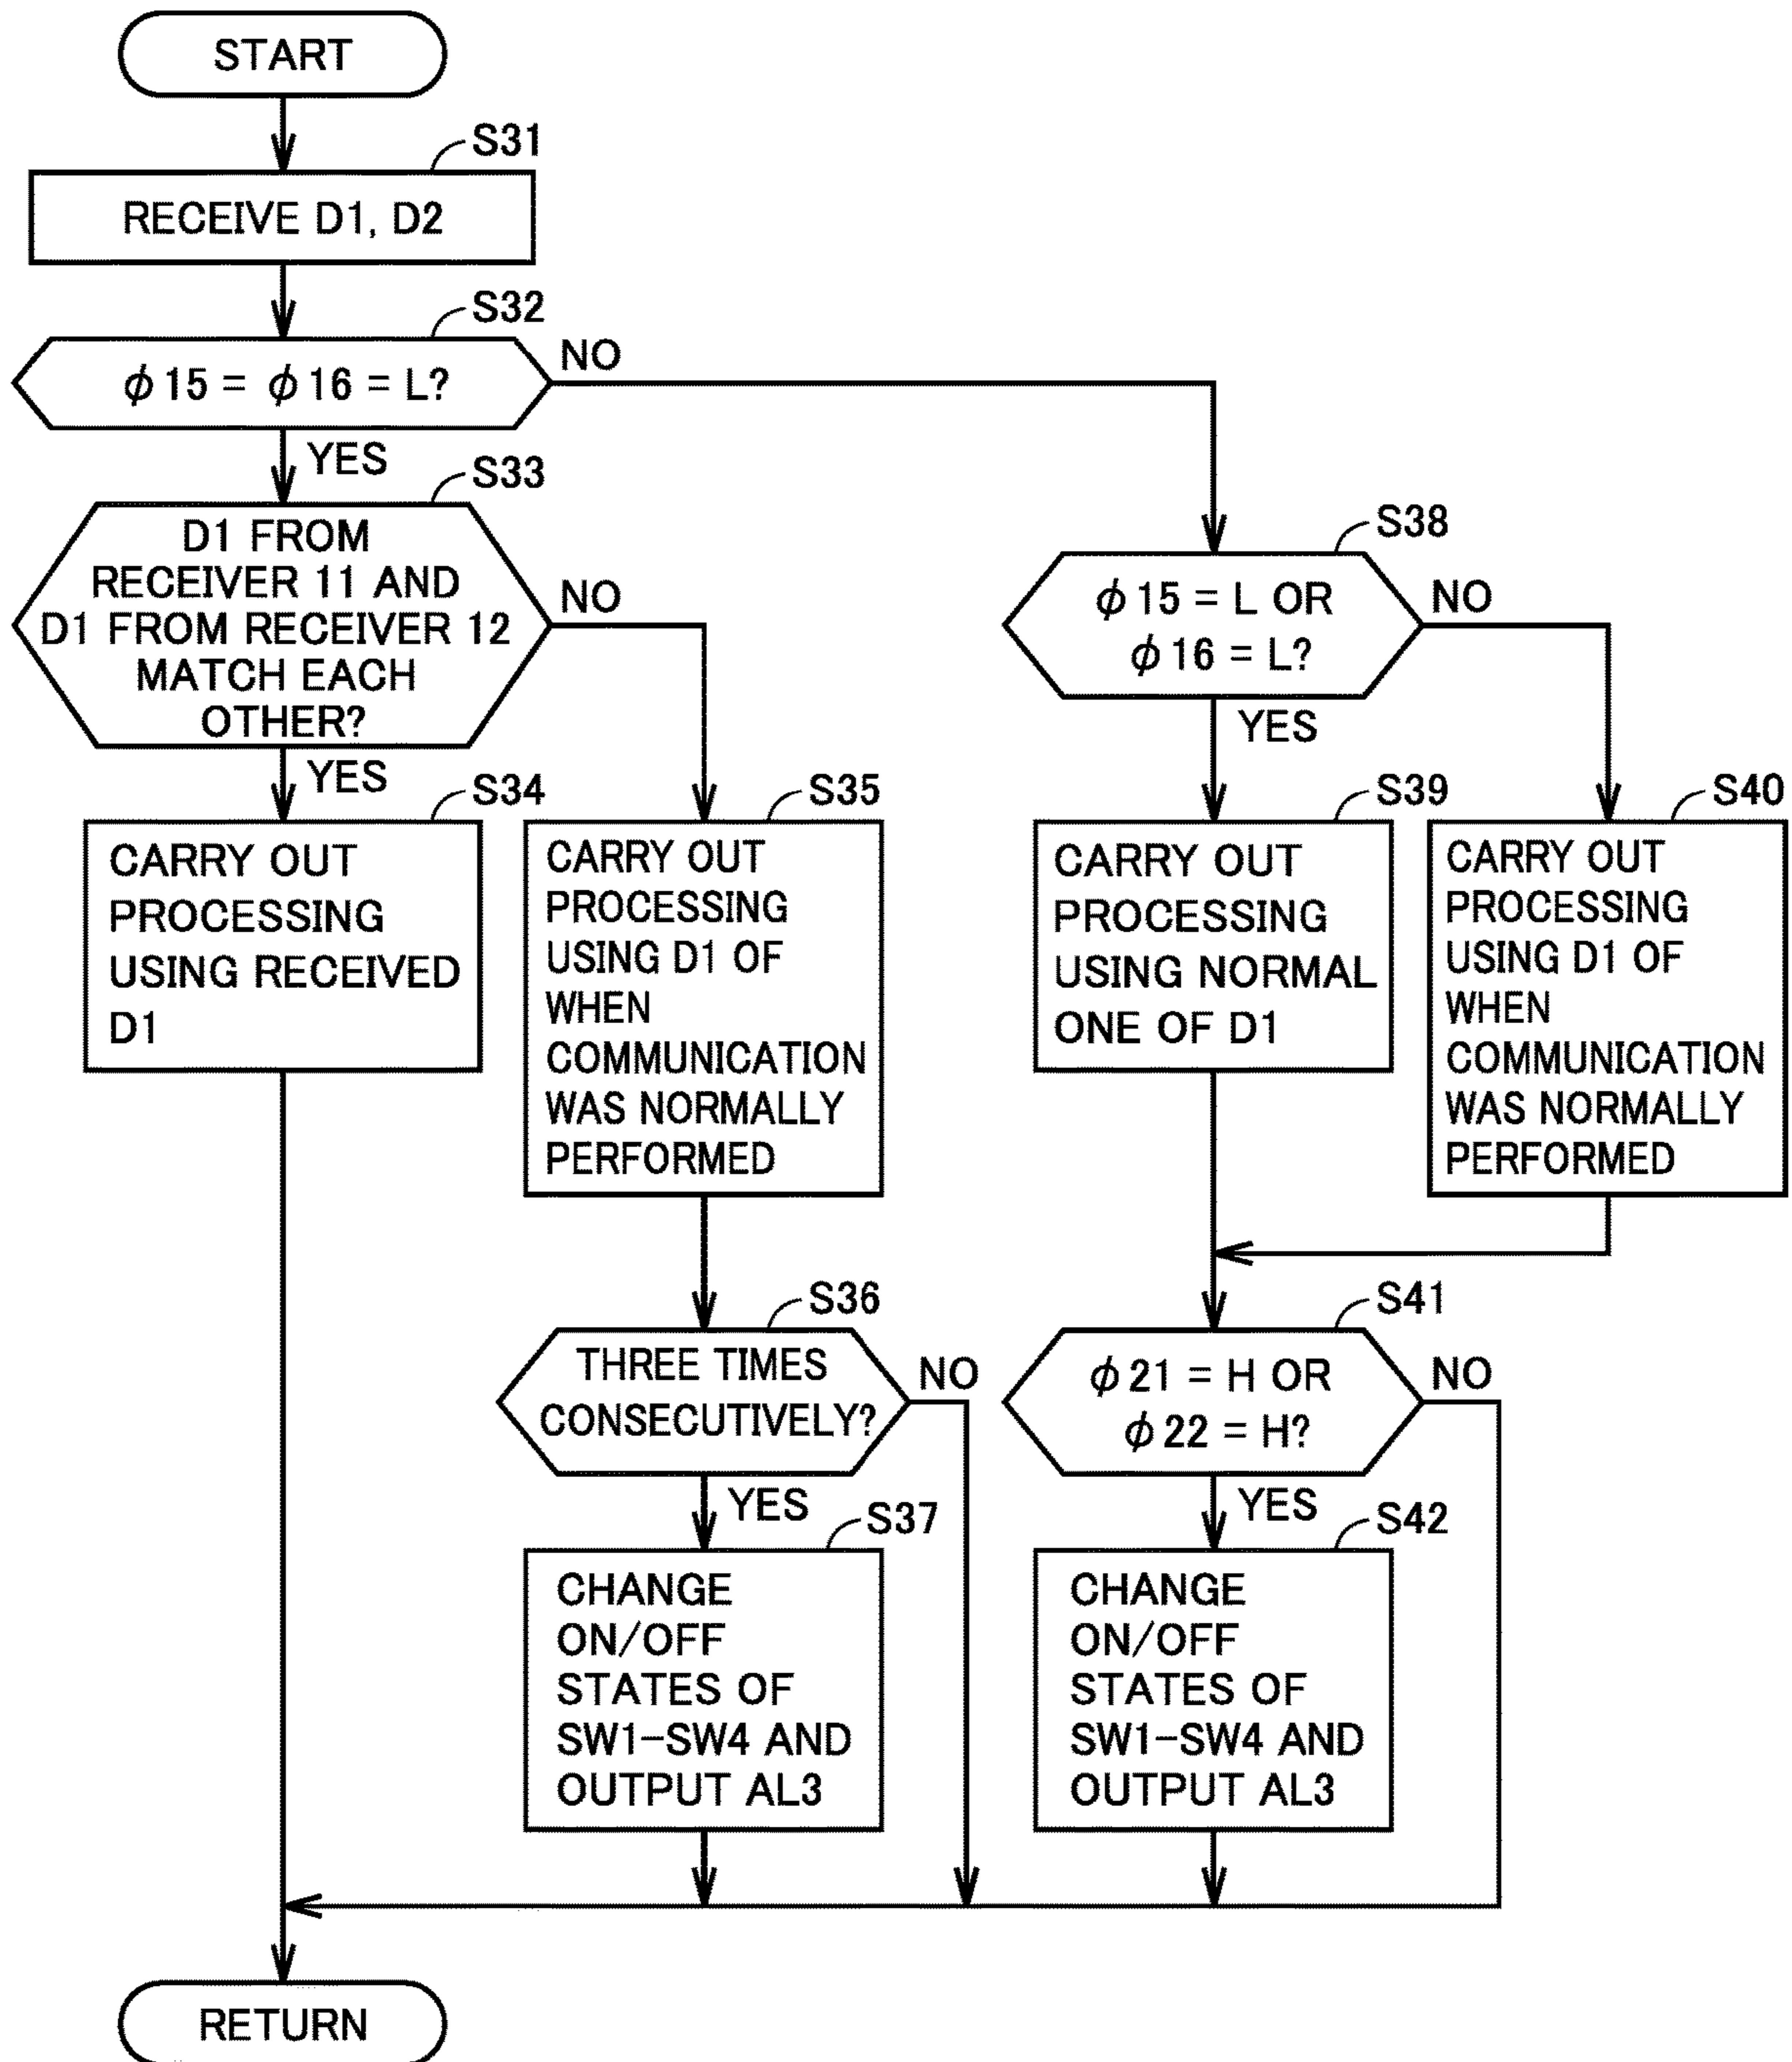 START
S31
RECEIVE D1, D2
S32
φ15 = φ16 = L?
NO
YES
S33
D1 FROM
RECEIVER 11 AND
D1 FROM RECEIVER 12
MATCH EACH
OTHER?
NO
YES
S38
φ15 = L OR
φ16 = L?
NO
YES
S34
CARRY OUT
PROCESSING
USING RECEIVED
D1
S35
CARRY OUT
PROCESSING
USING D1 OF
WHEN
COMMUNICATION
WAS NORMALLY
PERFORMED
S39
CARRY OUT
PROCESSING
USING NORMAL
ONE OF D1
S40
CARRY OUT
PROCESSING
USING D1 OF
WHEN
COMMUNICATION
WAS NORMALLY
PERFORMED
S36
THREE TIMES
CONSECUTIVELY?
NO
YES
S41
φ21 = H OR
φ22 = H?
NO
YES
S37
CHANGE
ON/OFF
STATES OF
SW1-SW4 AND
OUTPUT AL3
S42
CHANGE
ON/OFF
STATES OF
SW1-SW4 AND
OUTPUT AL3
RETURN